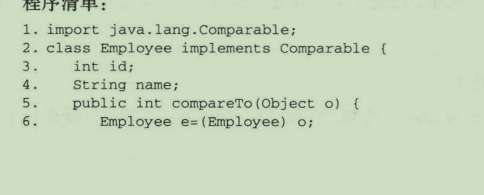 程序清单:
1. import java.lang.Comparable;
2. class Employee implements Comparable {
3. int id;
4. String name;
5. public int compareTo(Object o) {
6. Employee e=(Employee) o;